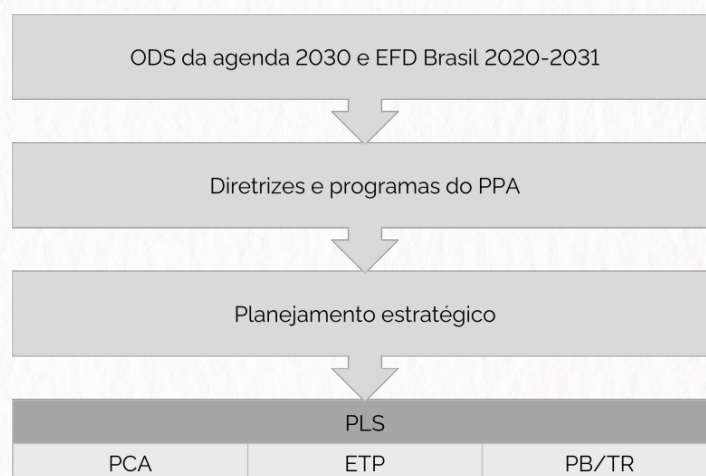 ODS da agenda 2030 e EFD Brasil 2020-2031
Diretrizes e programas do PPA
Planejamento estratégico
PLS
PCA
ETP
PB/TR